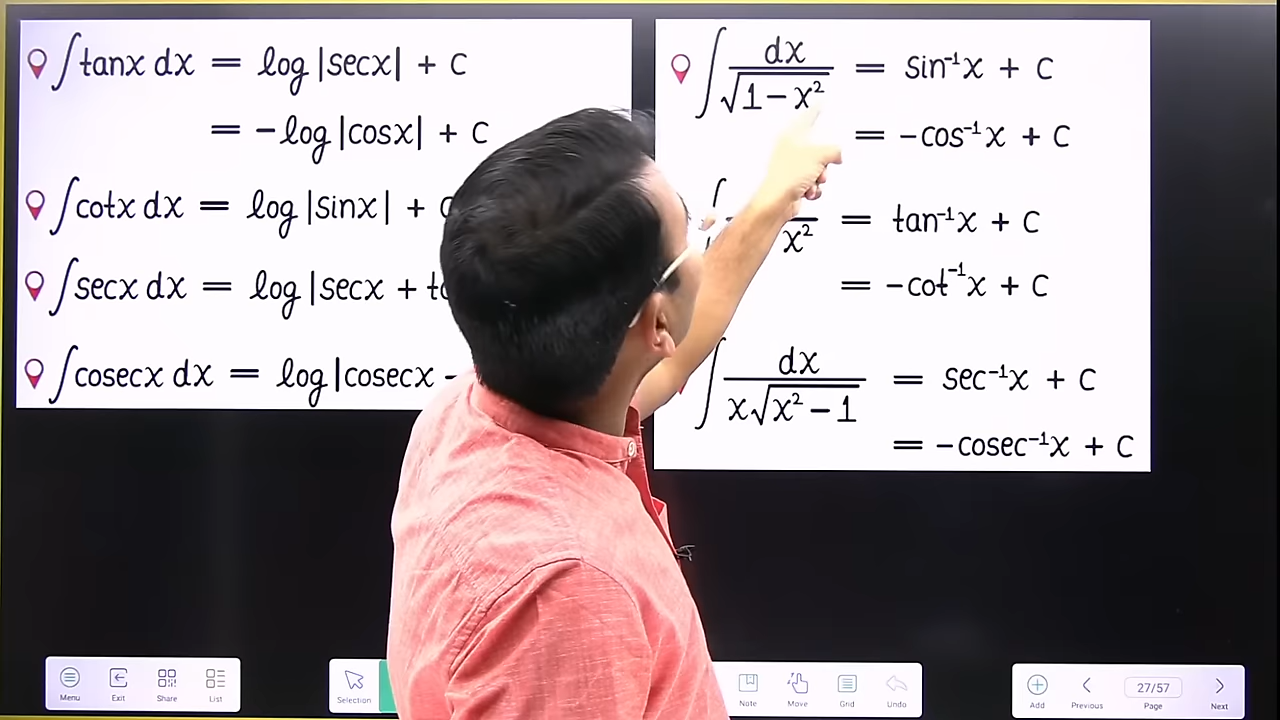 ∫tanx dx = log|secx| + C
= -log|cosx| + C
∫cotx dx = log|sinx| +
∫secx dx = log|secx +
∫cosecx dx = log|cosecx -
∫ dx/√(1-x²) = sin⁻¹x + C
= -cos⁻¹x + C
∫ x² = tan⁻¹x + C
= -cot⁻¹x + C
∫ dx/(x√(x²-1)) = sec⁻¹x + C
= -cosec⁻¹x + C
Menu Exit Share List Selection Note Move Grid Undo Add Previous 27/57 Page Next